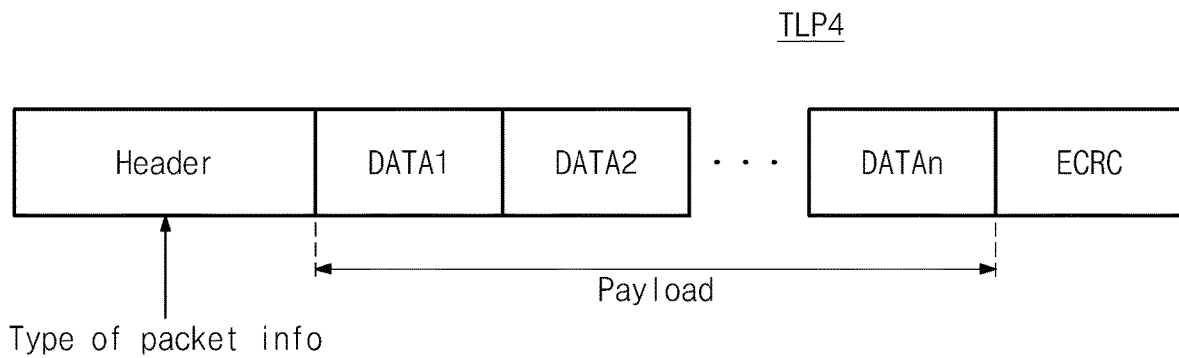 TLP4
Header DATA1 DATA2 · · · DATAn ECRC
Payload
Type of packet info